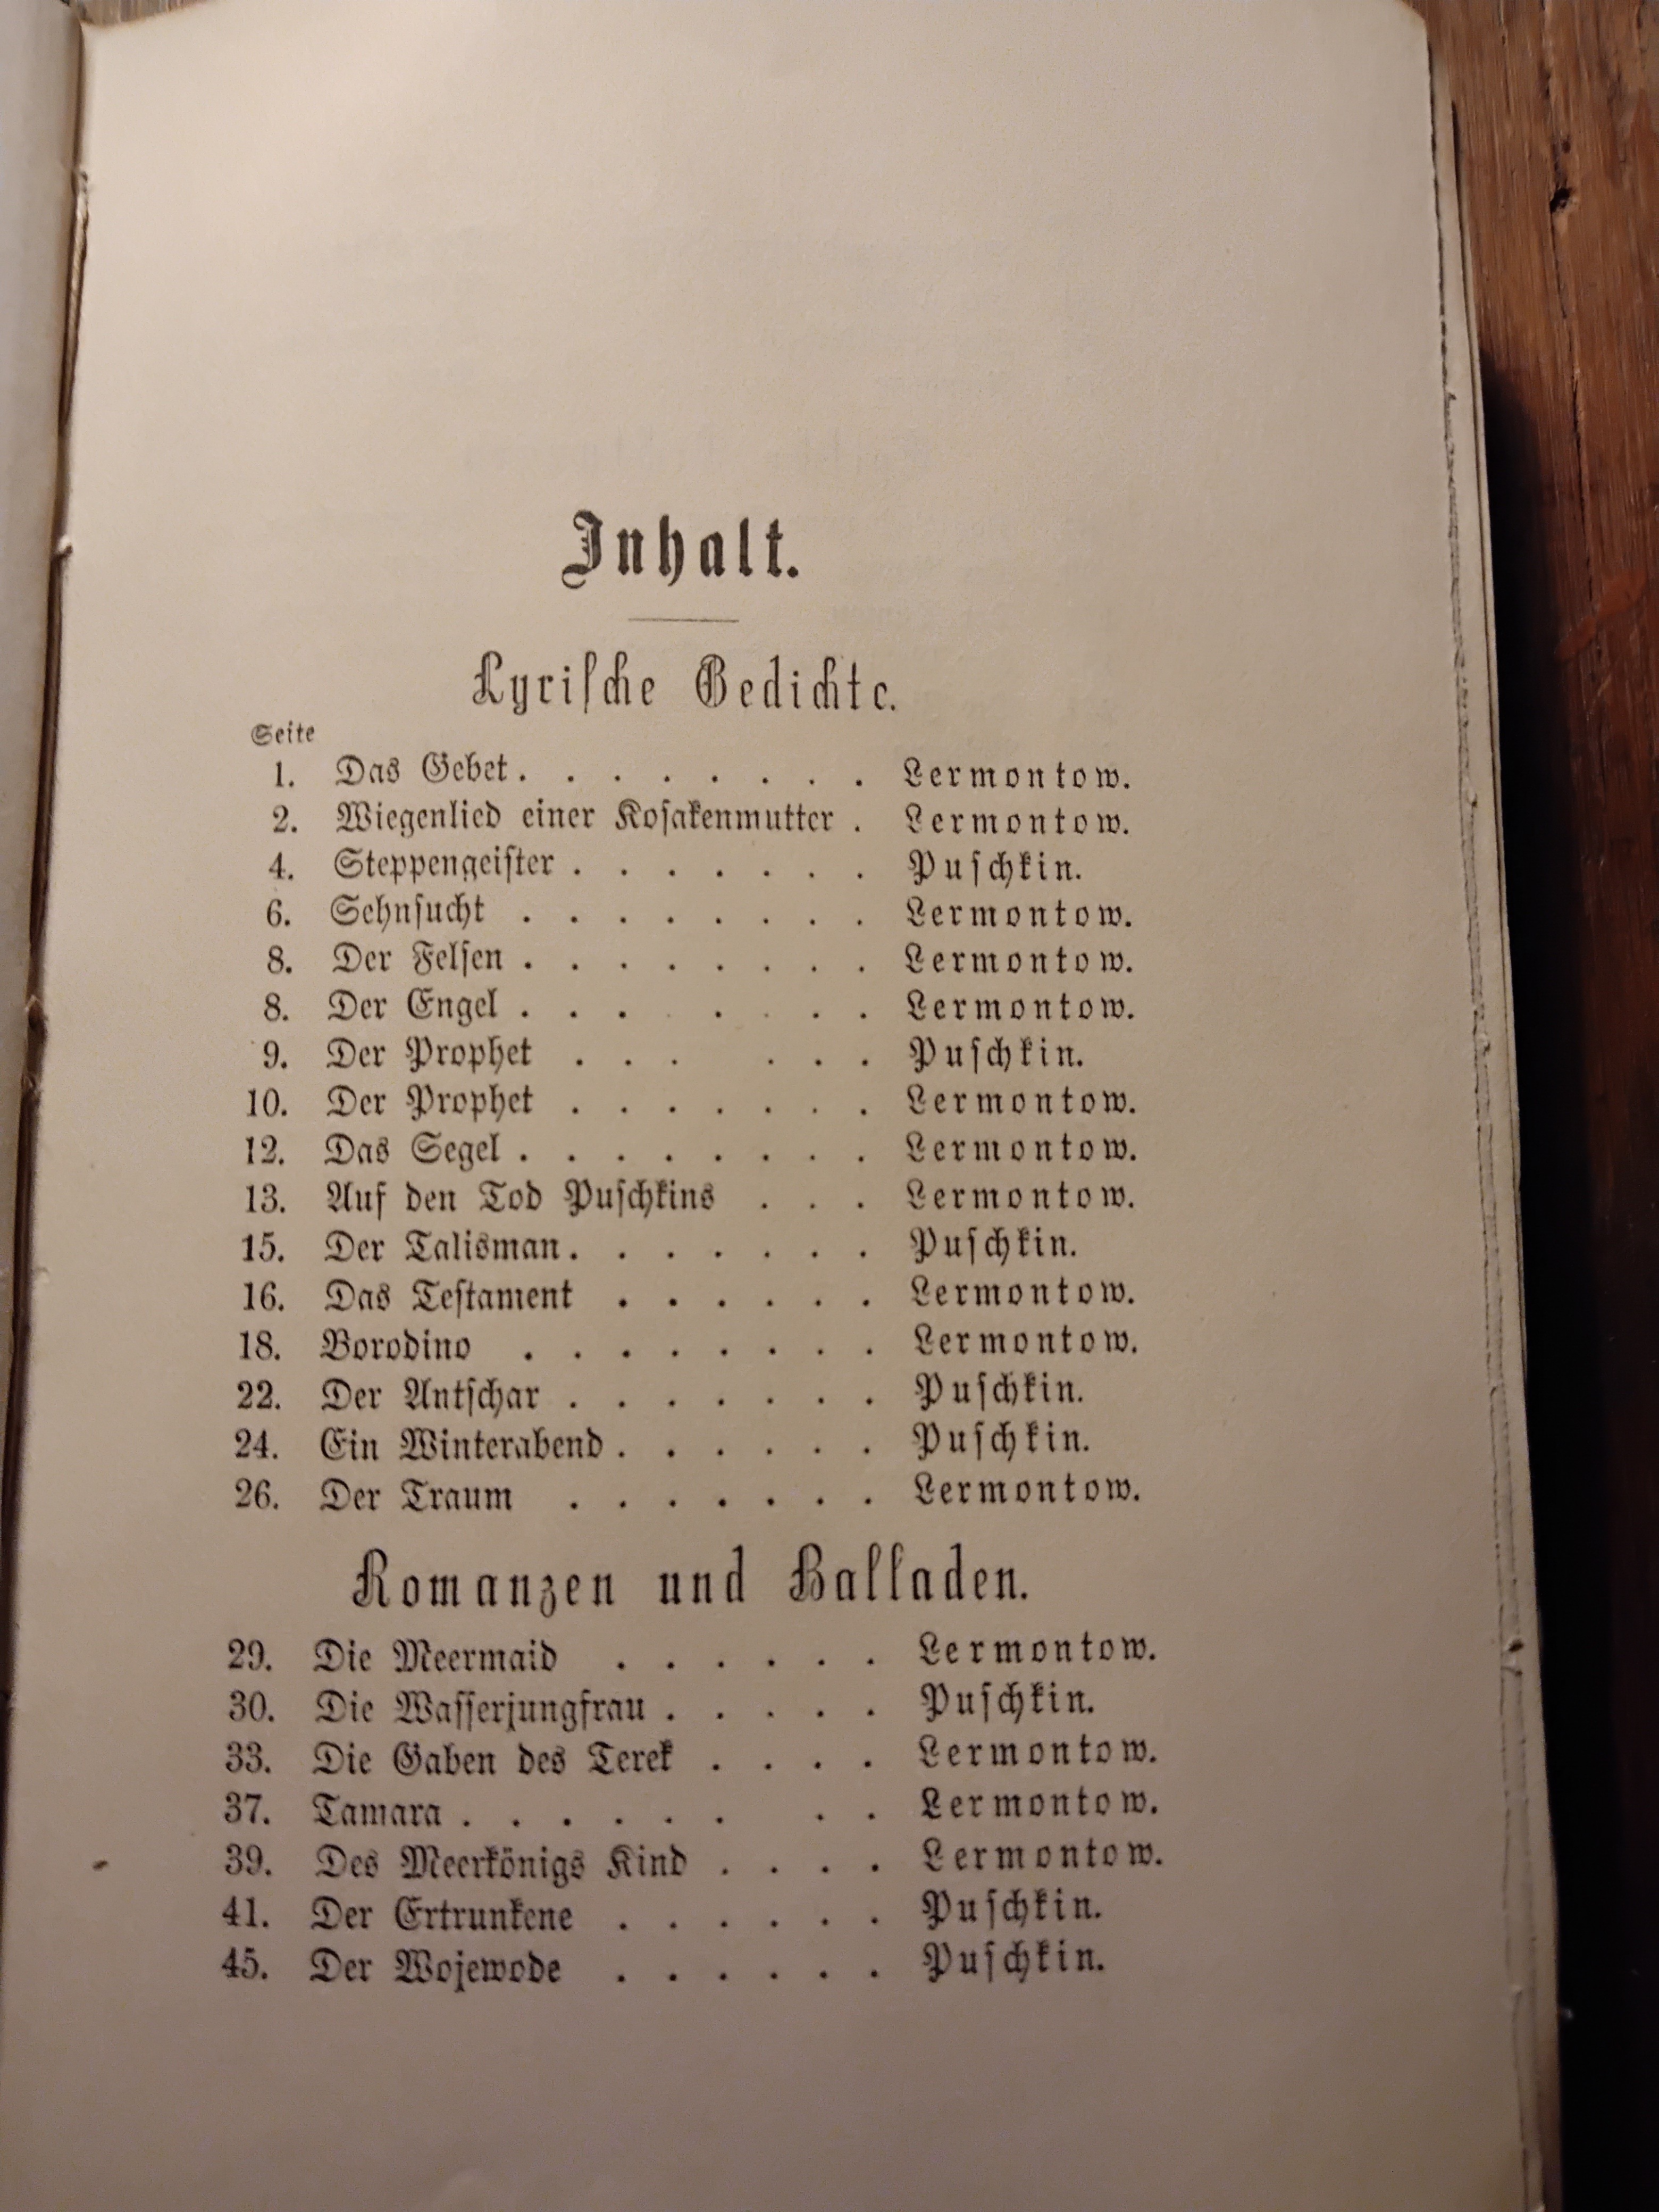 Inhalt.
Lyrische Gedichte.
Seite
1. Das Gebet. . . . . . . . Lermontow.
2. Wiegenlied einer Kosakenmutter . Lermontow.
4. Steppengeister . . . . . . . Puschkin.
6. Sehnsucht . . . . . . . . Lermontow.
8. Der Felsen . . . . . . . . Lermontow.
8. Der Engel . . . . . . . . Lermontow.
9. Der Prophet . . . . . . Puschkin.
10. Der Prophet . . . . . . . Lermontow.
12. Das Segel . . . . . . . . Lermontow.
13. Auf den Tod Puschkins . . . Lermontow.
15. Der Talisman . . . . . . . Puschkin.
16. Das Testament . . . . . . Lermontow.
18. Borodino . . . . . . . . Lermontow.
22. Der Antschar . . . . . . . Puschkin.
24. Ein Winterabend . . . . . . Puschkin.
26. Der Traum . . . . . . . Lermontow.
Romanzen und Balladen.
29. Die Meermaid . . . . . . Lermontow.
30. Die Wasserjungfrau . . . . . Puschkin.
33. Die Gaben des Terek . . . . Lermontow.
37. Tamara . . . . . . . . Lermontow.
39. Des Meerkönigs Kind . . . . Lermontow.
41. Der Ertrunkene . . . . . . Puschkin.
45. Der Wojewode . . . . . . Puschkin.